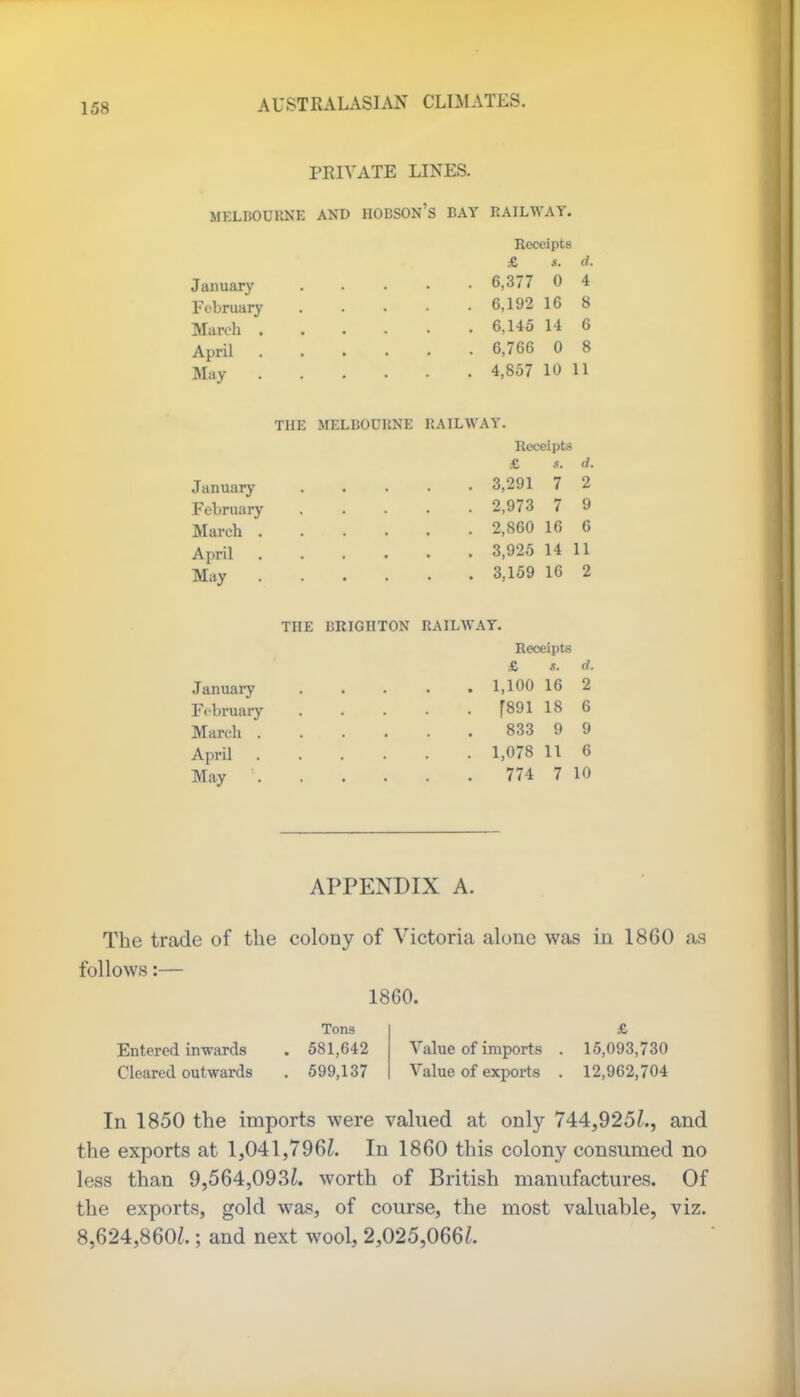 158 AUSTRALASIAN CLIMATES.
PRIVATE LINES.
MELBOURNE AND HOBSON'S BAY RAILWAY.
Receipts
£ s. d.
January . . . . . 6,377 0 4
February . . . . . 6,192 16 8
March . . . . . . 6,145 14 6
April . . . . . . 6,766 0 8
May . . . . . . 4,857 10 11
THE MELBOURNE RAILWAY.
Receipts
£ s. d.
January . . . . . 3,291 7 2
February . . . . . 2,973 7 9
March . . . . . . 2,860 16 6
April . . . . . . 3,925 14 11
May . . . . . . 3,159 16 2
THE BRIGHTON RAILWAY.
Receipts
£ s. d.
January . . . . . 1,100 16 2
February . . . . . [891 18 6
March . . . . . . 833 9 9
April . . . . . . 1,078 11 6
May . . . . . . 774 7 10
APPENDIX A.
The trade of the colony of Victoria alone was in 1860 as
follows:—
1860.
Tons £
Entered inwards . 581,642 Value of imports . 15,093,730
Cleared outwards . 599,137 Value of exports . 12,962,704
In 1850 the imports were valued at only 744,925l., and
the exports at 1,041,796l. In 1860 this colony consumed no
less than 9,564,093l. worth of British manufactures. Of
the exports, gold was, of course, the most valuable, viz.
8,624,860l.; and next wool, 2,025,066l.